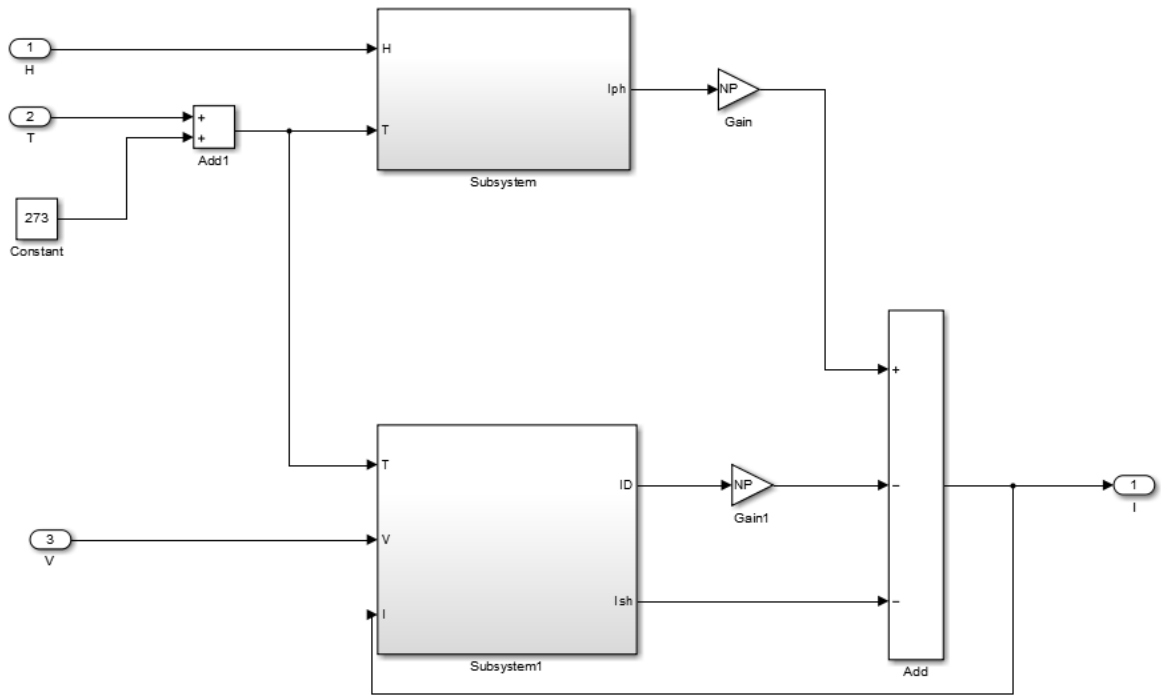 1
H
H
Iph
NP
Gain
2
T
+
+
Add1
T
Subsystem
273
Constant
+
T
ID
NP
Gain1
−
1
I
3
V
V
I
Ish
−
Subsystem1
Add